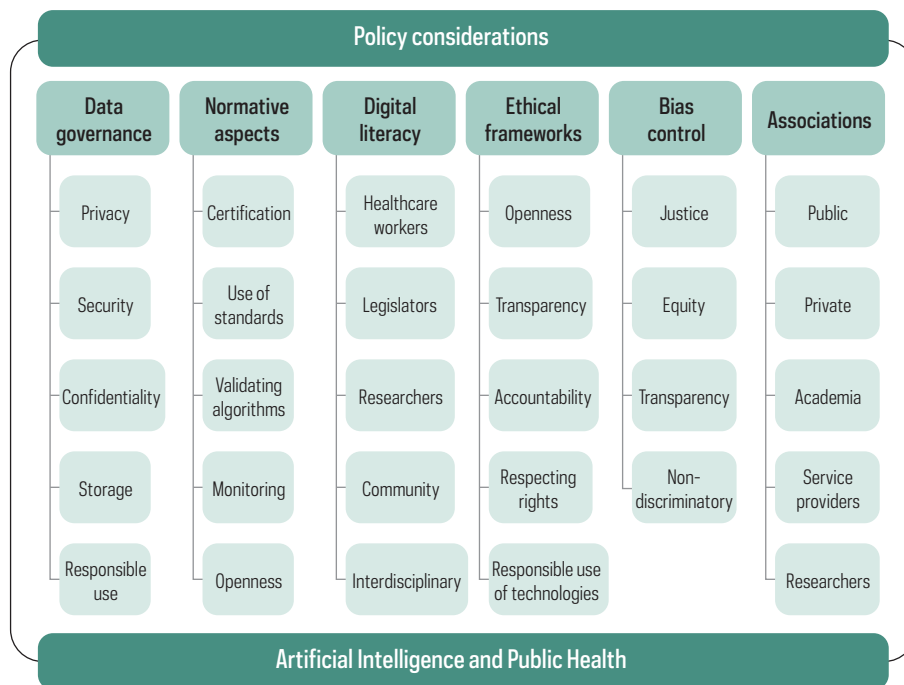 Policy considerations
Data
governance
Privacy
Security
Confidentiality
Storage
Responsible
use
Normative
aspects
Certification
Use of
standards
Validating
algorithms
Monitoring
Openness
Digital
literacy
Healthcare
workers
Legislators
Researchers
Community
Interdisciplinary
Ethical
frameworks
Openness
Transparency
Accountability
Respecting
rights
Responsible use
of technologies
Bias
control
Justice
Equity
Transparency
Non-
discriminatory
Associations
Public
Private
Academia
Service
providers
Researchers
Artificial Intelligence and Public Health